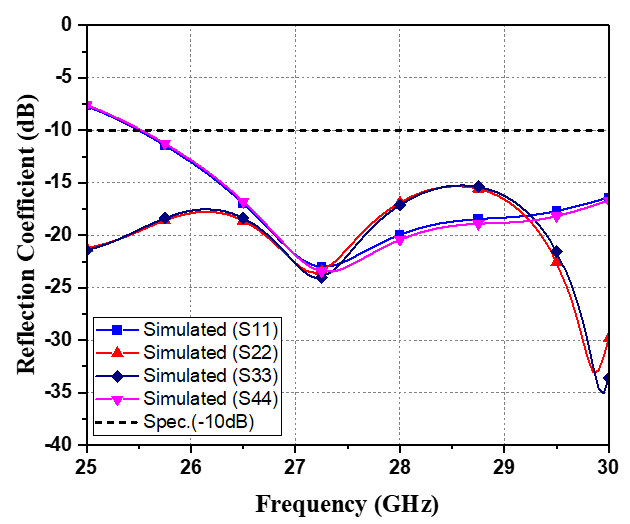 0
-5
-10
-15
-20
-25
-30
-35
-40
Reflection Coefficient (dB)
Simulated (S11)
Simulated (S22)
Simulated (S33)
Simulated (S44)
Spec.(-10dB)
25 26 27 28 29 30
Frequency (GHz)